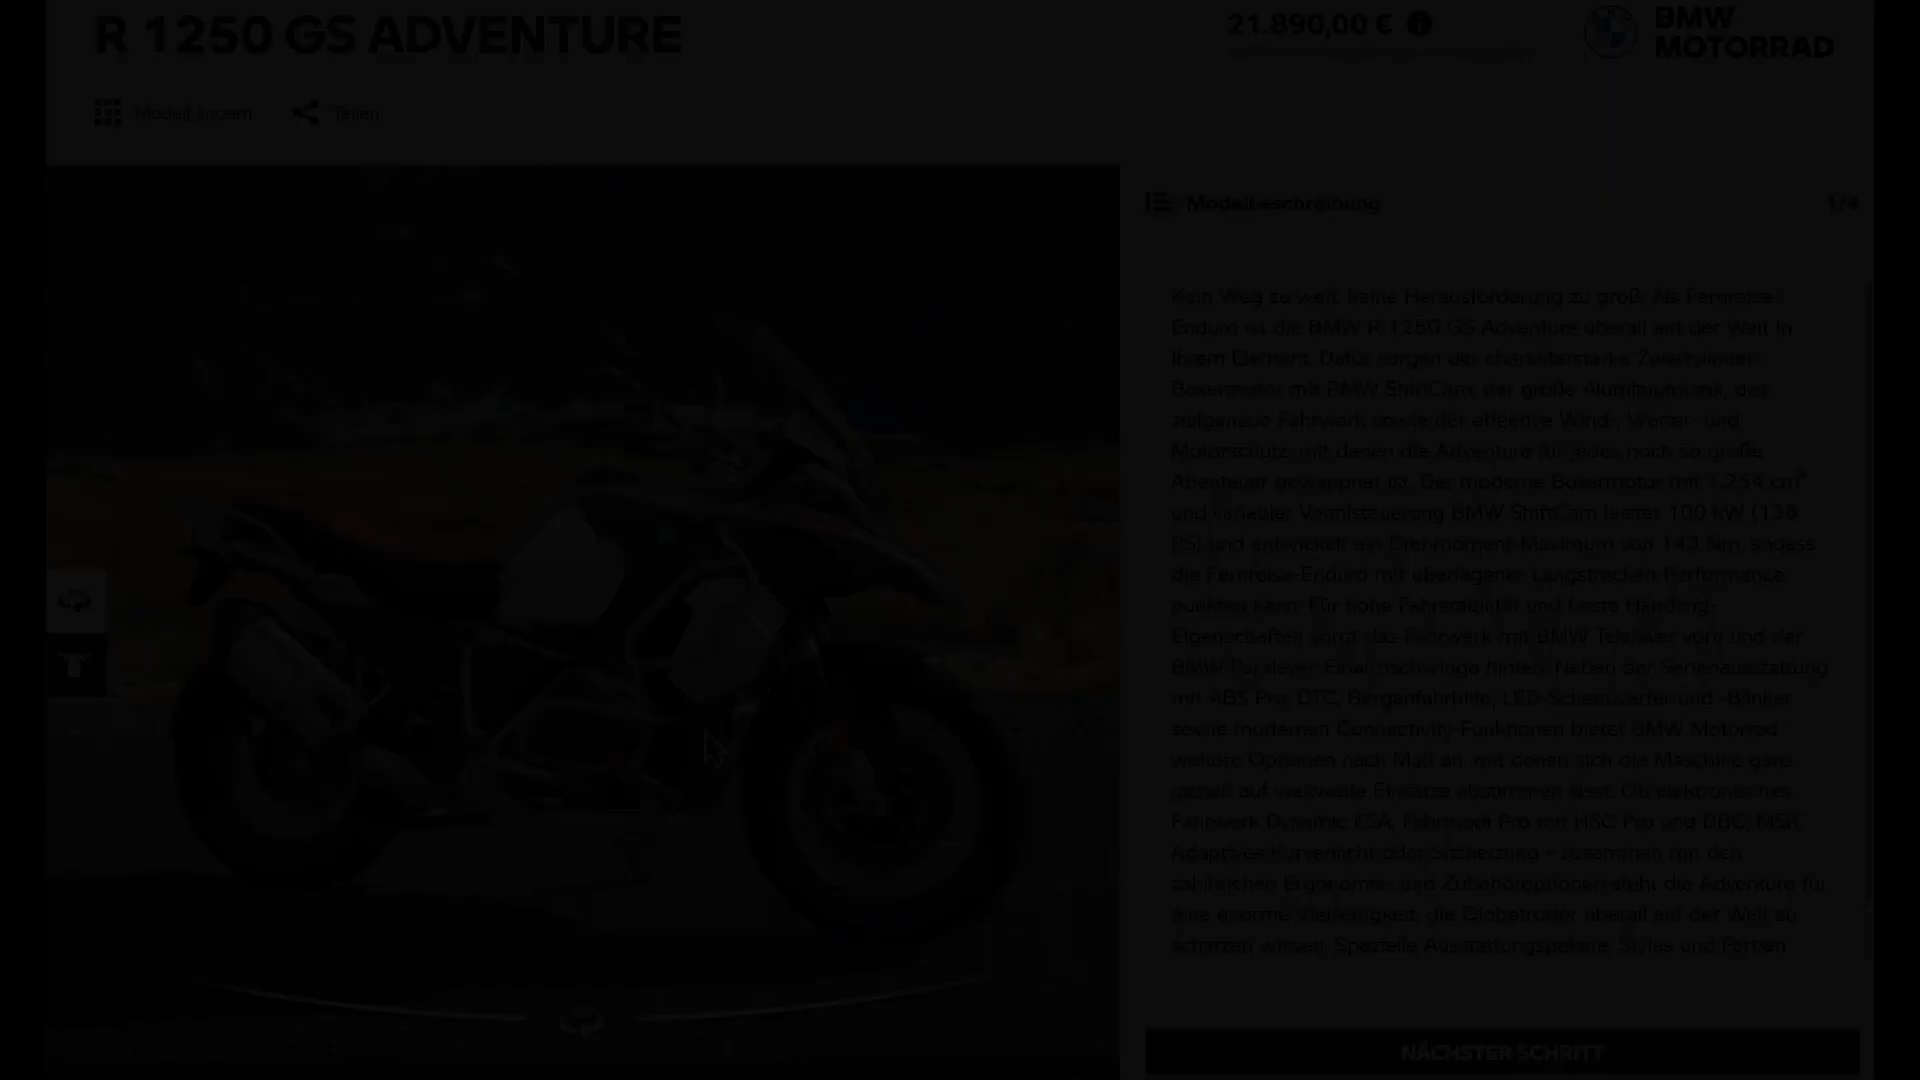 R 1250 GS ADVENTURE
21.890,00 €
BMW
MOTORRAD
Modell ändern
Teilen
Modellbeschreibung
1/4
Kein Weg zu weit, keine Herausforderung zu groß: Als Fernreise-
Enduro ist die BMW R 1250 GS Adventure überall auf der Welt in
ihrem Element. Dafür sorgen der charakterstarke Zweizylinder-
Boxermotor mit BMW ShiftCam, der große Aluminiumtank, das
zielgenaue Fahrwerk sowie der effektive Wind-, Wetter- und
Motorschutz, mit denen die Adventure für jedes noch so große
Abenteuer gewappnet ist. Der moderne Boxermotor mit 1.254 cm³
und variabler Ventilsteuerung BMW ShiftCam leistet 100 kW (136
PS) und entwickelt ein Drehmoment-Maximum von 143 Nm, sodass
die Fernreise-Enduro mit überlegener Langstrecken-Performance
punkten kann. Für hohe Fahrstabilität und beste Handling-
Eigenschaften sorgt das Fahrwerk mit BMW Telelever vorn und der
BMW Paralever Einarmschwinge hinten. Neben der Serienausstattung
mit ABS Pro, DTC, Berganfahrhilfe, LED-Scheinwerfer und -Blinker
sowie modernen Connectivity-Funktionen bietet BMW Motorrad
weitere Optionen nach Maß an, mit denen sich die Maschine ganz
gezielt auf weltweite Einsätze abstimmen lässt. Ob elektronisches
Fahrwerk Dynamic ESA, Fahrmodi Pro mit HSC Pro und DBC, MSR,
Adaptives Kurvenlicht oder Sitzheizung – zusammen mit den
zahlreichen Ergonomie- und Zubehöroptionen steht die Adventure für
eine enorme Vielseitigkeit, die Globetrotter überall auf der Welt zu
schätzen wissen. Spezielle Ausstattungspakete, Styles und Farben
NÄCHSTER SCHRITT